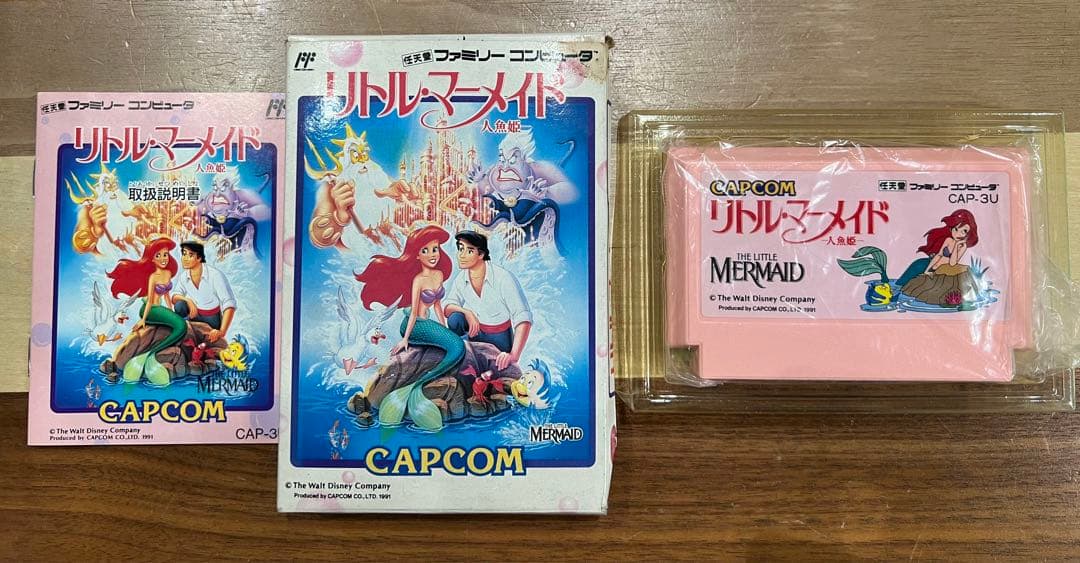 任天堂 ファミリー コンピュータ
リトル・マーメイド
人魚姫
取扱説明書
THE LITTLE
MERMAID
CAPCOM
© The Walt Disney Company
Produced by CAPCOM CO.,LTD. 1991
CAP-3
任天堂 ファミリー コンピュータ™
リトル・マーメイド
人魚姫
THE LITTLE
MERMAID
CAPCOM
© The Walt Disney Company
Produced by CAPCOM CO.,LTD. 1991
CAPCOM
任天堂 ファミリー コンピュータ™
CAP-3U
リトル・マーメイド
—人魚姫—
THE LITTLE
MERMAID
© The Walt Disney Company
Produced by CAPCOM CO., LTD. 1991